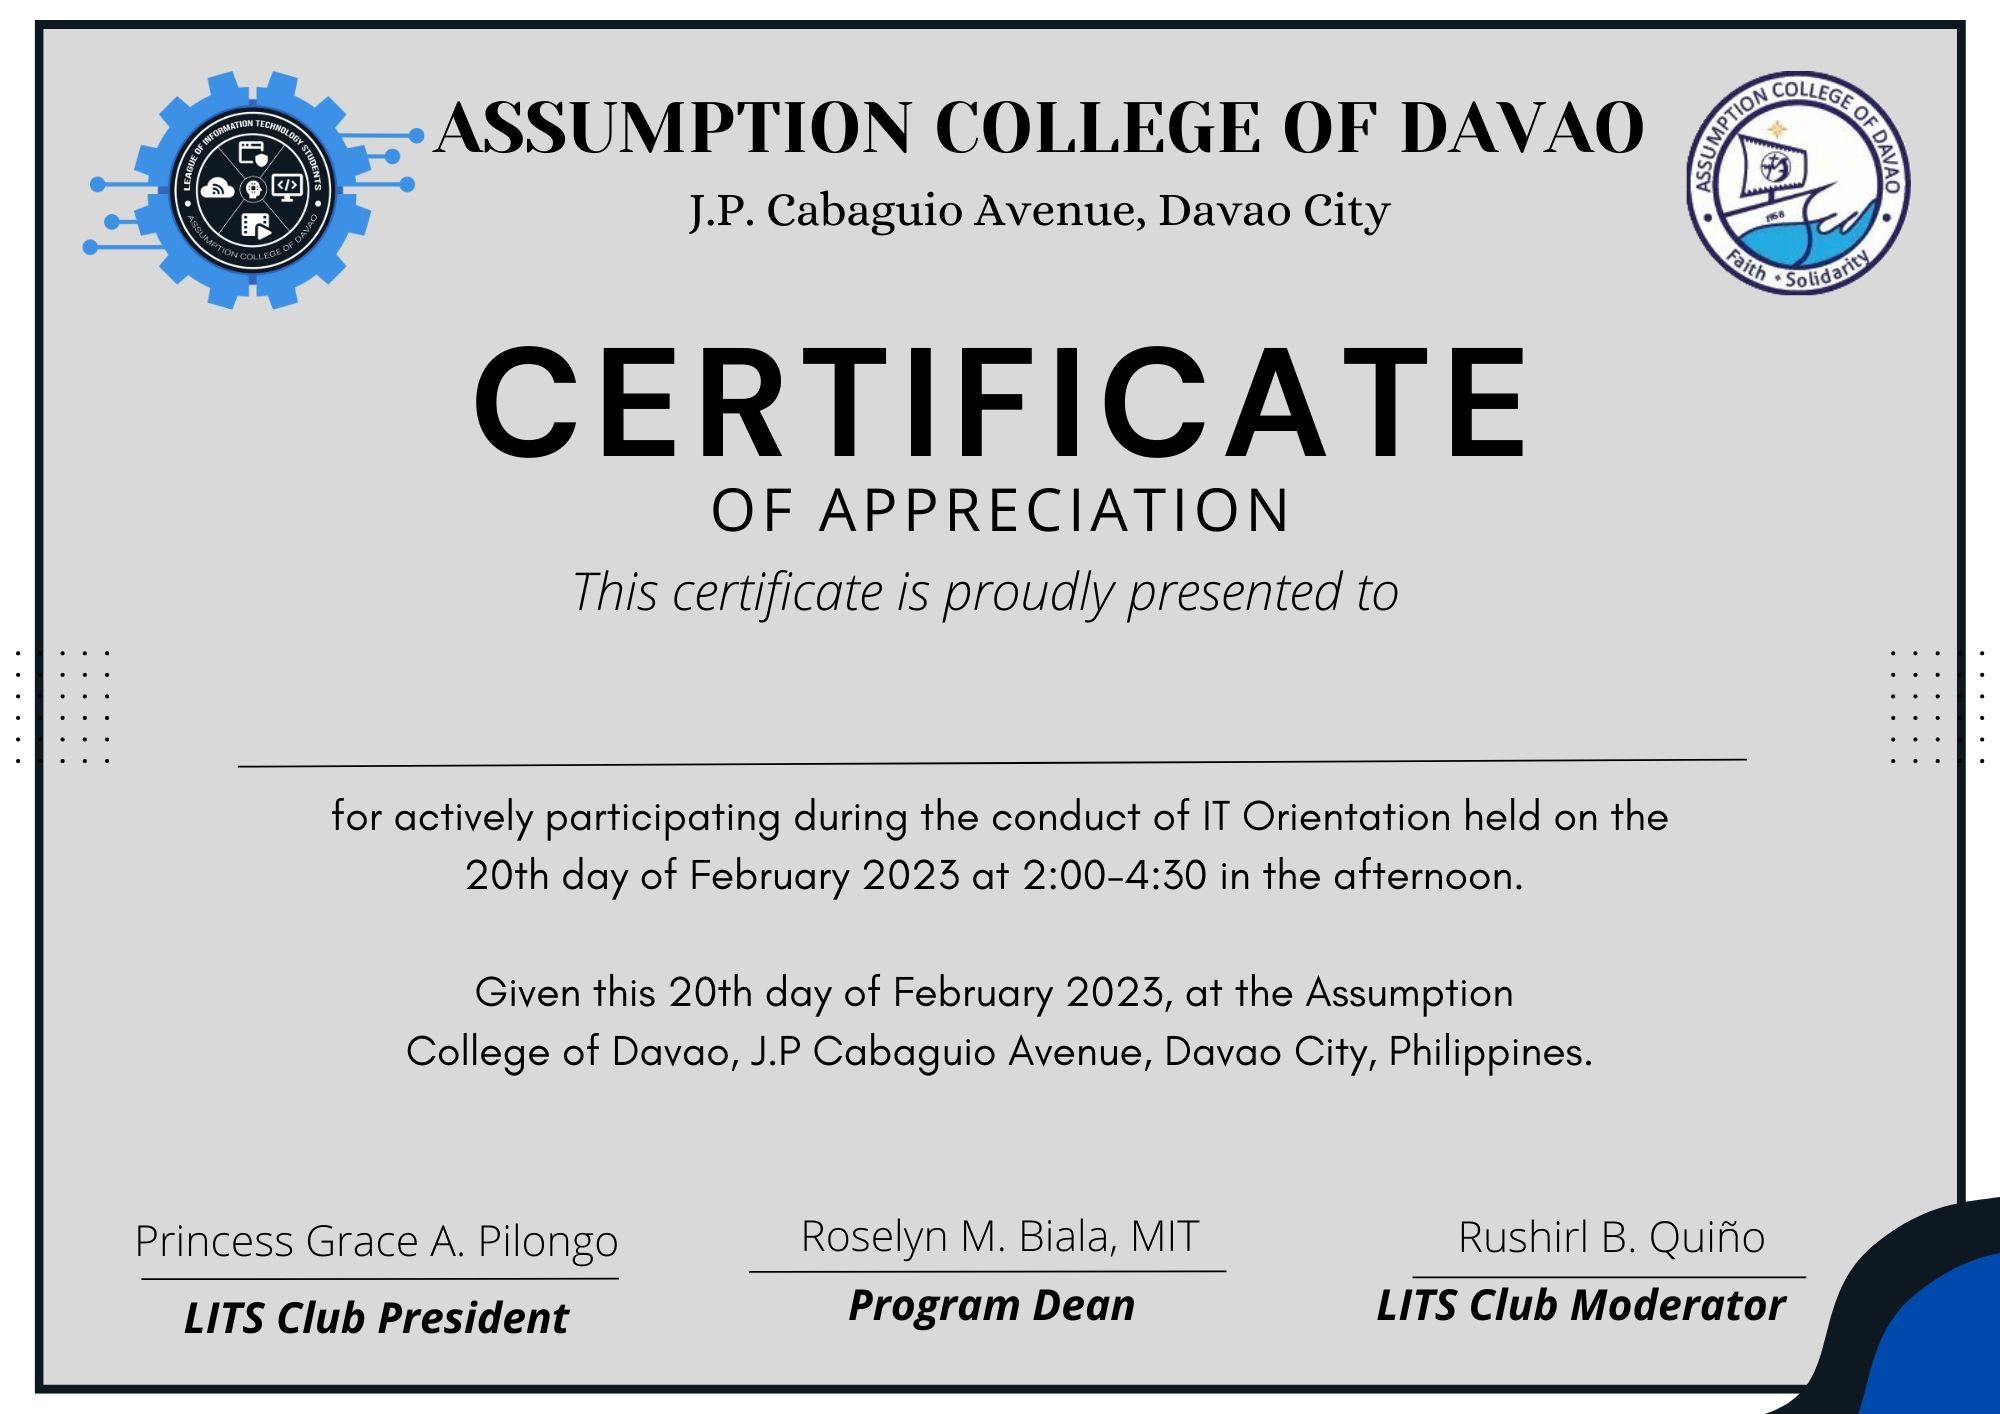 LEAGUE OF INFORMATION TECHNOLOGY STUDENTS
ASSUMPTION COLLEGE OF DAVAO
ASSUMPTION COLLEGE OF DAVAO
J.P. Cabaguio Avenue, Davao City
ASSUMPTION COLLEGE OF DAVAO
1958
Faith • Solidarity
CERTIFICATE
OF APPRECIATION
This certificate is proudly presented to
for actively participating during the conduct of IT Orientation held on the
20th day of February 2023 at 2:00-4:30 in the afternoon.
Given this 20th day of February 2023, at the Assumption
College of Davao, J.P Cabaguio Avenue, Davao City, Philippines.
Princess Grace A. Pilongo
LITS Club President
Roselyn M. Biala, MIT
Program Dean
Rushirl B. Quiño
LITS Club Moderator